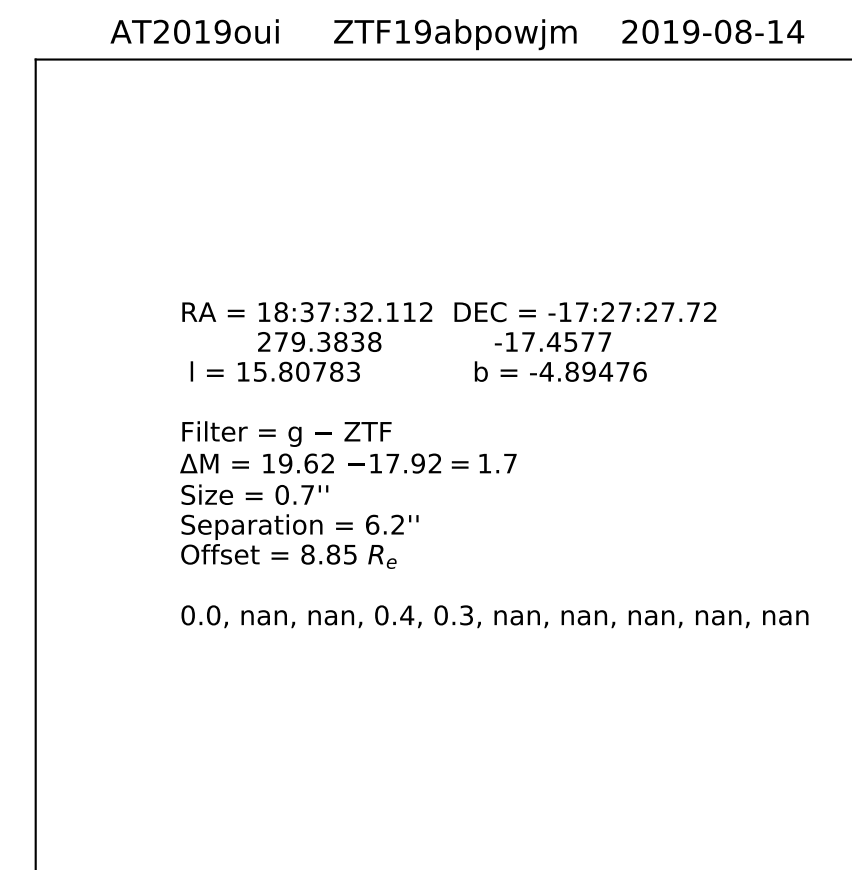 AT2019oui ZTF19abpowjm 2019-08-14
RA = 18:37:32.112 DEC = -17:27:27.72
279.3838 -17.4577
l = 15.80783 b = -4.89476
Filter = g − ZTF
ΔM = 19.62 −17.92 = 1.7
Size = 0.7''
Separation = 6.2''
Offset = 8.85 Re
0.0, nan, nan, 0.4, 0.3, nan, nan, nan, nan, nan